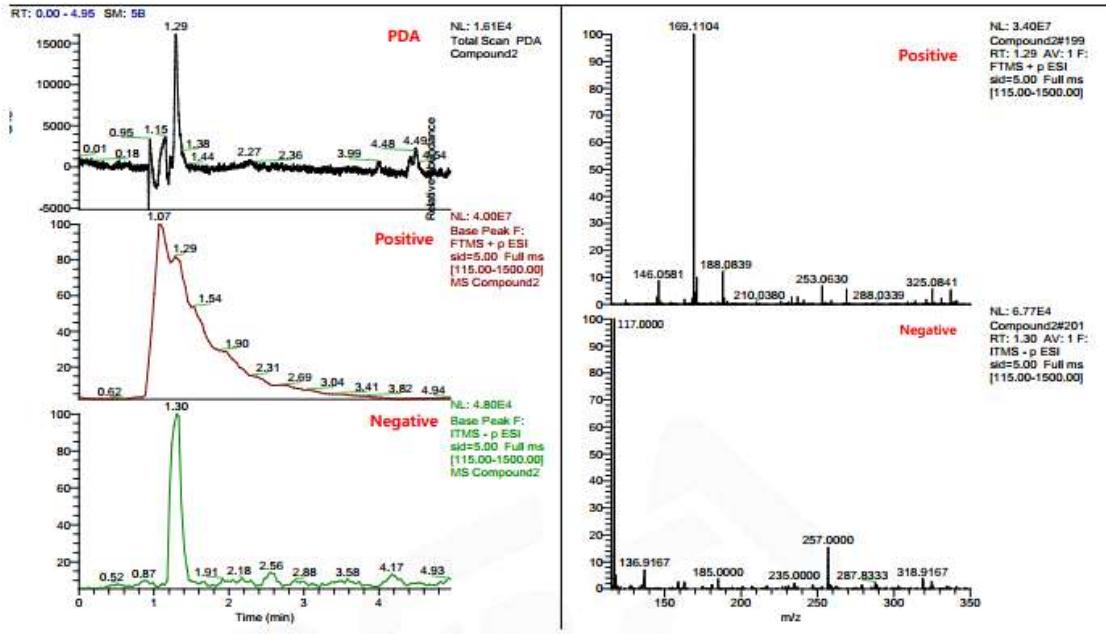 RT: 0.00 - 4.95 SM: 5B
1.29
PDA
NL: 1.61E4
Total Scan PDA
Compound2
15000
10000
5000
0
-5000
0.01
0.18
0.95
1.15
1.38
1.44
2.27
2.36
3.99
4.48
4.49
4.54
1.07
Positive
NL: 4.00E7
Base Peak F:
FTMS + p ESI
sid=5.00 Full ms
[115.00-1500.00]
MS Compound2
100
80
60
40
20
0.62
1.29
1.54
1.90
2.31
2.69
3.04
3.41
3.82
4.94
1.30
Negative
NL: 4.80E4
Base Peak F:
ITMS - p ESI
sid=5.00 Full ms
[115.00-1500.00]
MS Compound2
100
80
60
40
20
0.52
0.87
1.91
2.18
2.56
2.88
3.58
4.17
4.93
0 1 2 3 4
Time (min)
Relative Abundance
169.1104
Positive
NL: 3.40E7
Compound2#199
RT: 1.29 AV: 1 F:
FTMS + p ESI
sid=5.00 Full ms
[115.00-1500.00]
100
90
80
70
60
50
40
30
20
10
0
146.0581
188.0839
210.0380
253.0630
288.0339
325.0841
117.0000
Negative
NL: 6.77E4
Compound2#201
RT: 1.30 AV: 1 F:
ITMS - p ESI
sid=5.00 Full ms
[115.00-1500.00]
100
90
80
70
60
50
40
30
20
10
0
136.9167
185.0000
235.0000
257.0000
287.8333
318.9167
150 200 250 300 350
m/z